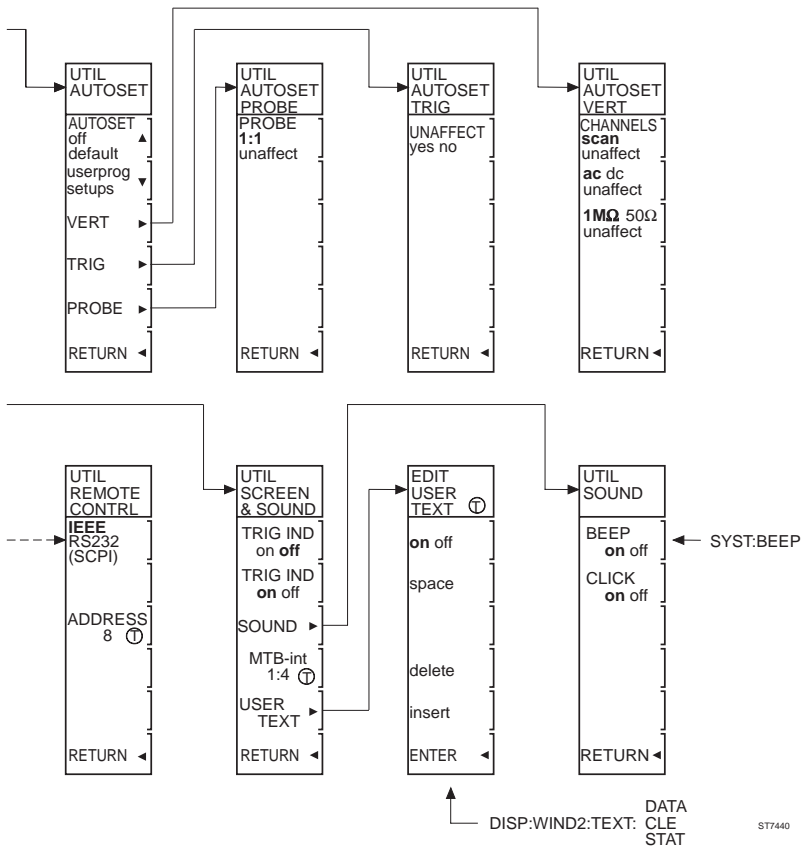 UTIL
AUTOSET
AUTOSET
off ▲
default
userprog
setups ▼
VERT ►
TRIG ►
PROBE ►
RETURN ◄
UTIL
AUTOSET
PROBE
PROBE
1:1
unaffect
RETURN ◄
UTIL
AUTOSET
TRIG
UNAFFECT
yes no
RETURN ◄
UTIL
AUTOSET
VERT
CHANNELS
scan
unaffect
ac dc
unaffect
1MΩ 50Ω
unaffect
RETURN ◄
UTIL
REMOTE
CONTRL
IEEE
RS232
(SCPI)
ADDRESS
8 Ⓣ
RETURN ◄
UTIL
SCREEN
& SOUND
TRIG IND
on off
TRIG IND
on off
SOUND ►
MTB-int
1:4 Ⓣ
USER ►
TEXT
RETURN ◄
EDIT
USER
TEXT Ⓣ
on off
space
delete
insert
ENTER ◄
UTIL
SOUND
BEEP
on off
CLICK
on off
RETURN ◄
SYST:BEEP
DISP:WIND2:TEXT:
DATA
CLE
STAT
ST7440